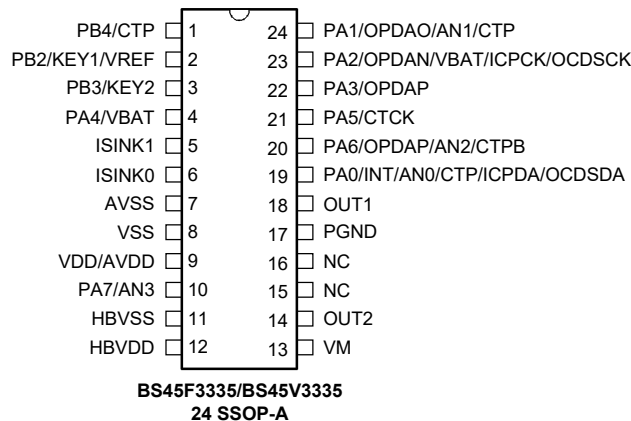 PB4/CTP 1 24 PA1/OPDAO/AN1/CTP
PB2/KEY1/VREF 2 23 PA2/OPDAN/VBAT/ICPCK/OCDSCK
PB3/KEY2 3 22 PA3/OPDAP
PA4/VBAT 4 21 PA5/CTCK
ISINK1 5 20 PA6/OPDAP/AN2/CTPB
ISINK0 6 19 PA0/INT/AN0/CTP/ICPDA/OCDSDA
AVSS 7 18 OUT1
VSS 8 17 PGND
VDD/AVDD 9 16 NC
PA7/AN3 10 15 NC
HBVSS 11 14 OUT2
HBVDD 12 13 VM
BS45F3335/BS45V3335
24 SSOP-A